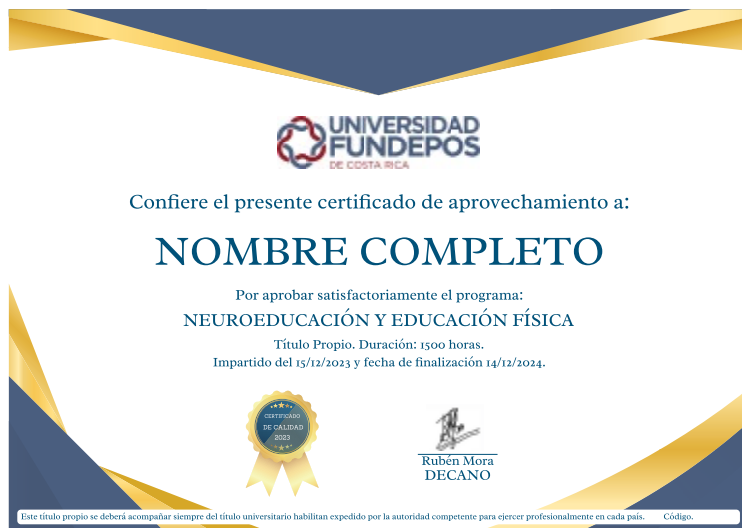 UNIVERSIDAD
FUNDEPOS
DE COSTA RICA
Confiere el presente certificado de aprovechamiento a:
NOMBRE COMPLETO
Por aprobar satisfactoriamente el programa:
NEUROEDUCACIÓN Y EDUCACIÓN FÍSICA
Título Propio. Duración: 1500 horas.
Impartido del 15/12/2023 y fecha de finalización 14/12/2024.
CERTIFICADO
DE CALIDAD
2023
Rubén Mora
DECANO
Este título propio se deberá acompañar siempre del título universitario habilitan expedido por la autoridad competente para ejercer profesionalmente en cada país. Código.